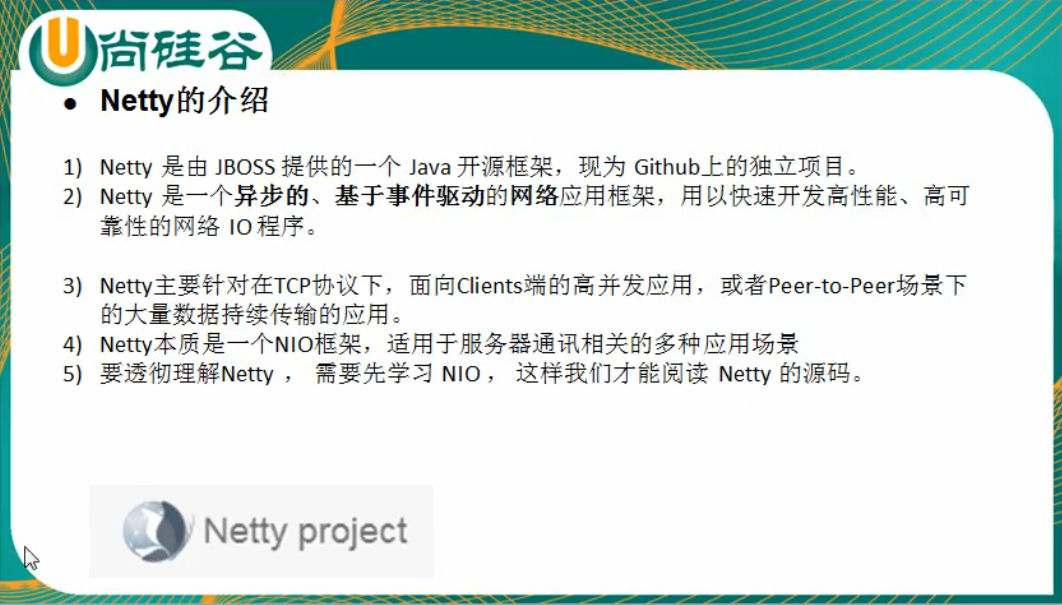 尚硅谷
• Netty的介绍
1) Netty 是由 JBOSS 提供的一个 Java 开源框架，现为 Github上的独立项目。
2) Netty 是一个异步的、基于事件驱动的网络应用框架，用以快速开发高性能、高可
靠性的网络 IO 程序。
3) Netty主要针对在TCP协议下，面向Clients端的高并发应用，或者Peer-to-Peer场景下
的大量数据持续传输的应用。
4) Netty本质是一个NIO框架，适用于服务器通讯相关的多种应用场景
5) 要透彻理解Netty ， 需要先学习 NIO ， 这样我们才能阅读 Netty 的源码。
Netty project